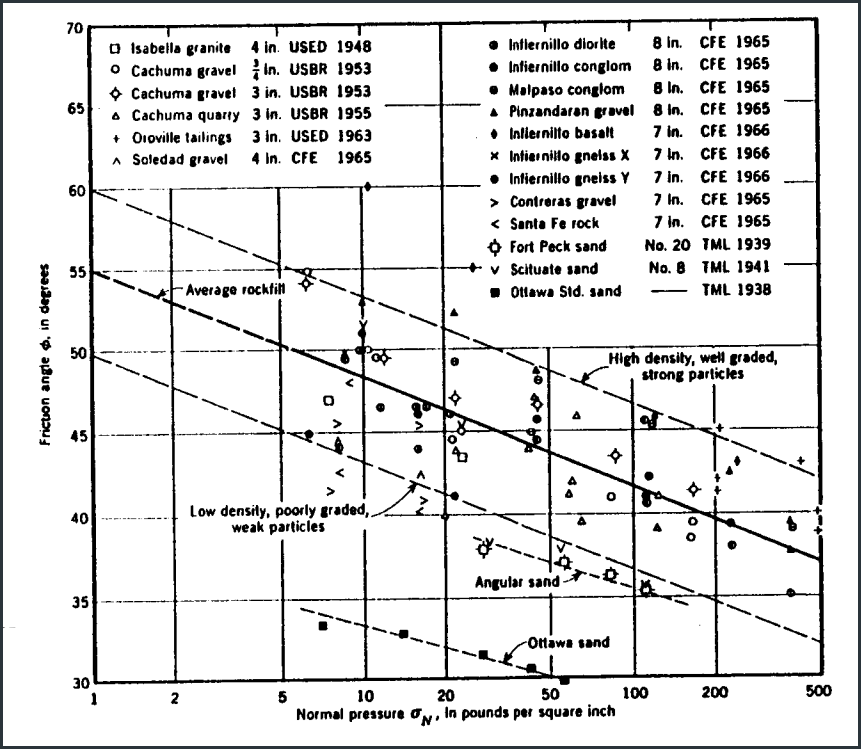 70
65
60
55
50
45
40
35
30
Friction angle φ, in degrees
Isabella granite 4 in. USED 1948
Cachuma gravel 3/4 in. USBR 1953
Cachuma gravel 3 in. USBR 1953
Cachuma quarry 3 in. USBR 1955
Oroville tailings 3 in. USED 1963
Soledad gravel 4 in. CFE 1965
Infiernillo diorite 8 in. CFE 1965
Infiernillo conglom 8 in. CFE 1965
Malpaso conglom 8 in. CFE 1965
Pinzandaran gravel 8 in. CFE 1965
Infiernillo basalt 7 in. CFE 1966
Infiernillo gneiss X 7 in. CFE 1966
Infiernillo gneiss Y 7 in. CFE 1966
Contreras gravel 7 in. CFE 1965
Santa Fe rock 7 in. CFE 1965
Fort Peck sand No. 20 TML 1939
Scituate sand No. 8 TML 1941
Ottawa Std. sand — TML 1938
Average rockfill
High density, well graded,
strong particles
Low density, poorly graded,
weak particles
Angular sand
Ottawa sand
1 2 5 10 20 50 100 200 500
Normal pressure σN, in pounds per square inch